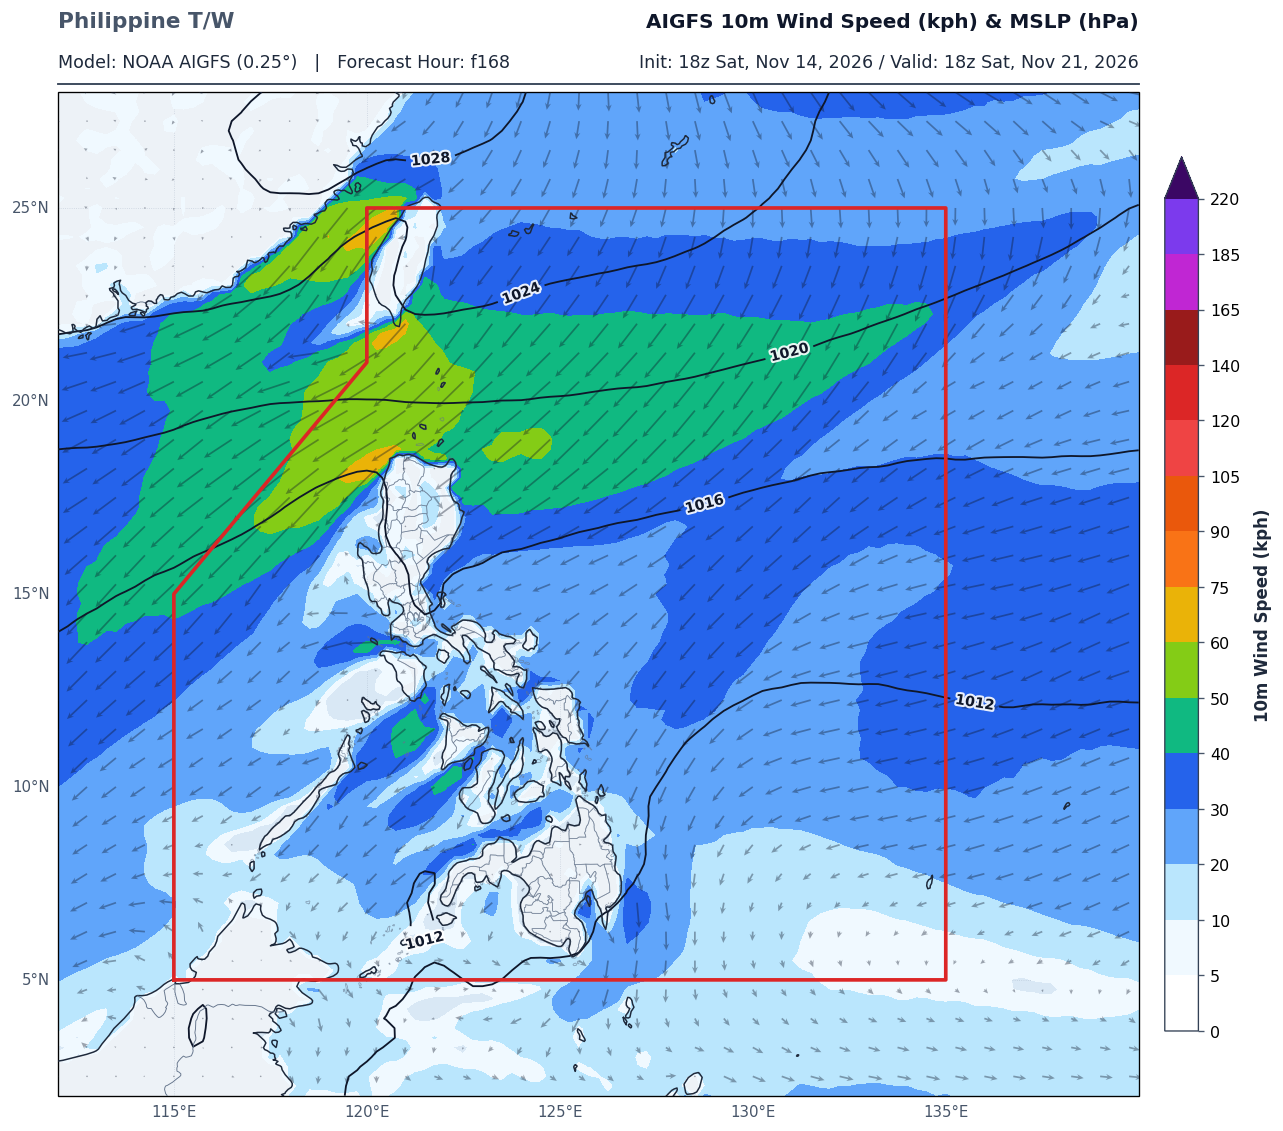 Philippine T/W
AIGFS 10m Wind Speed (kph) & MSLP (hPa)
Model: NOAA AIGFS (0.25°)   |   Forecast Hour: f168
Init: 18z Sat, Nov 14, 2026 / Valid: 18z Sat, Nov 21, 2026
1028
1024
1020
1016
1012
1012
25°N
20°N
15°N
10°N
5°N
115°E
120°E
125°E
130°E
135°E
220
185
165
140
120
105
90
75
60
50
40
30
20
10
5
0
10m Wind Speed (kph)